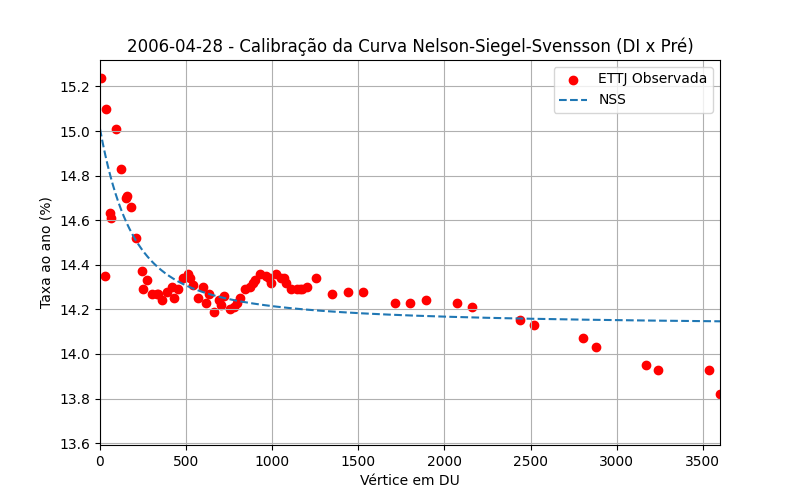 2006-04-28 - Calibração da Curva Nelson-Siegel-Svensson (DI x Pré)
ETTJ Observada
NSS
Taxa ao ano (%)
15.2
15.0
14.8
14.6
14.4
14.2
14.0
13.8
13.6
0 500 1000 1500 2000 2500 3000 3500
Vértice em DU